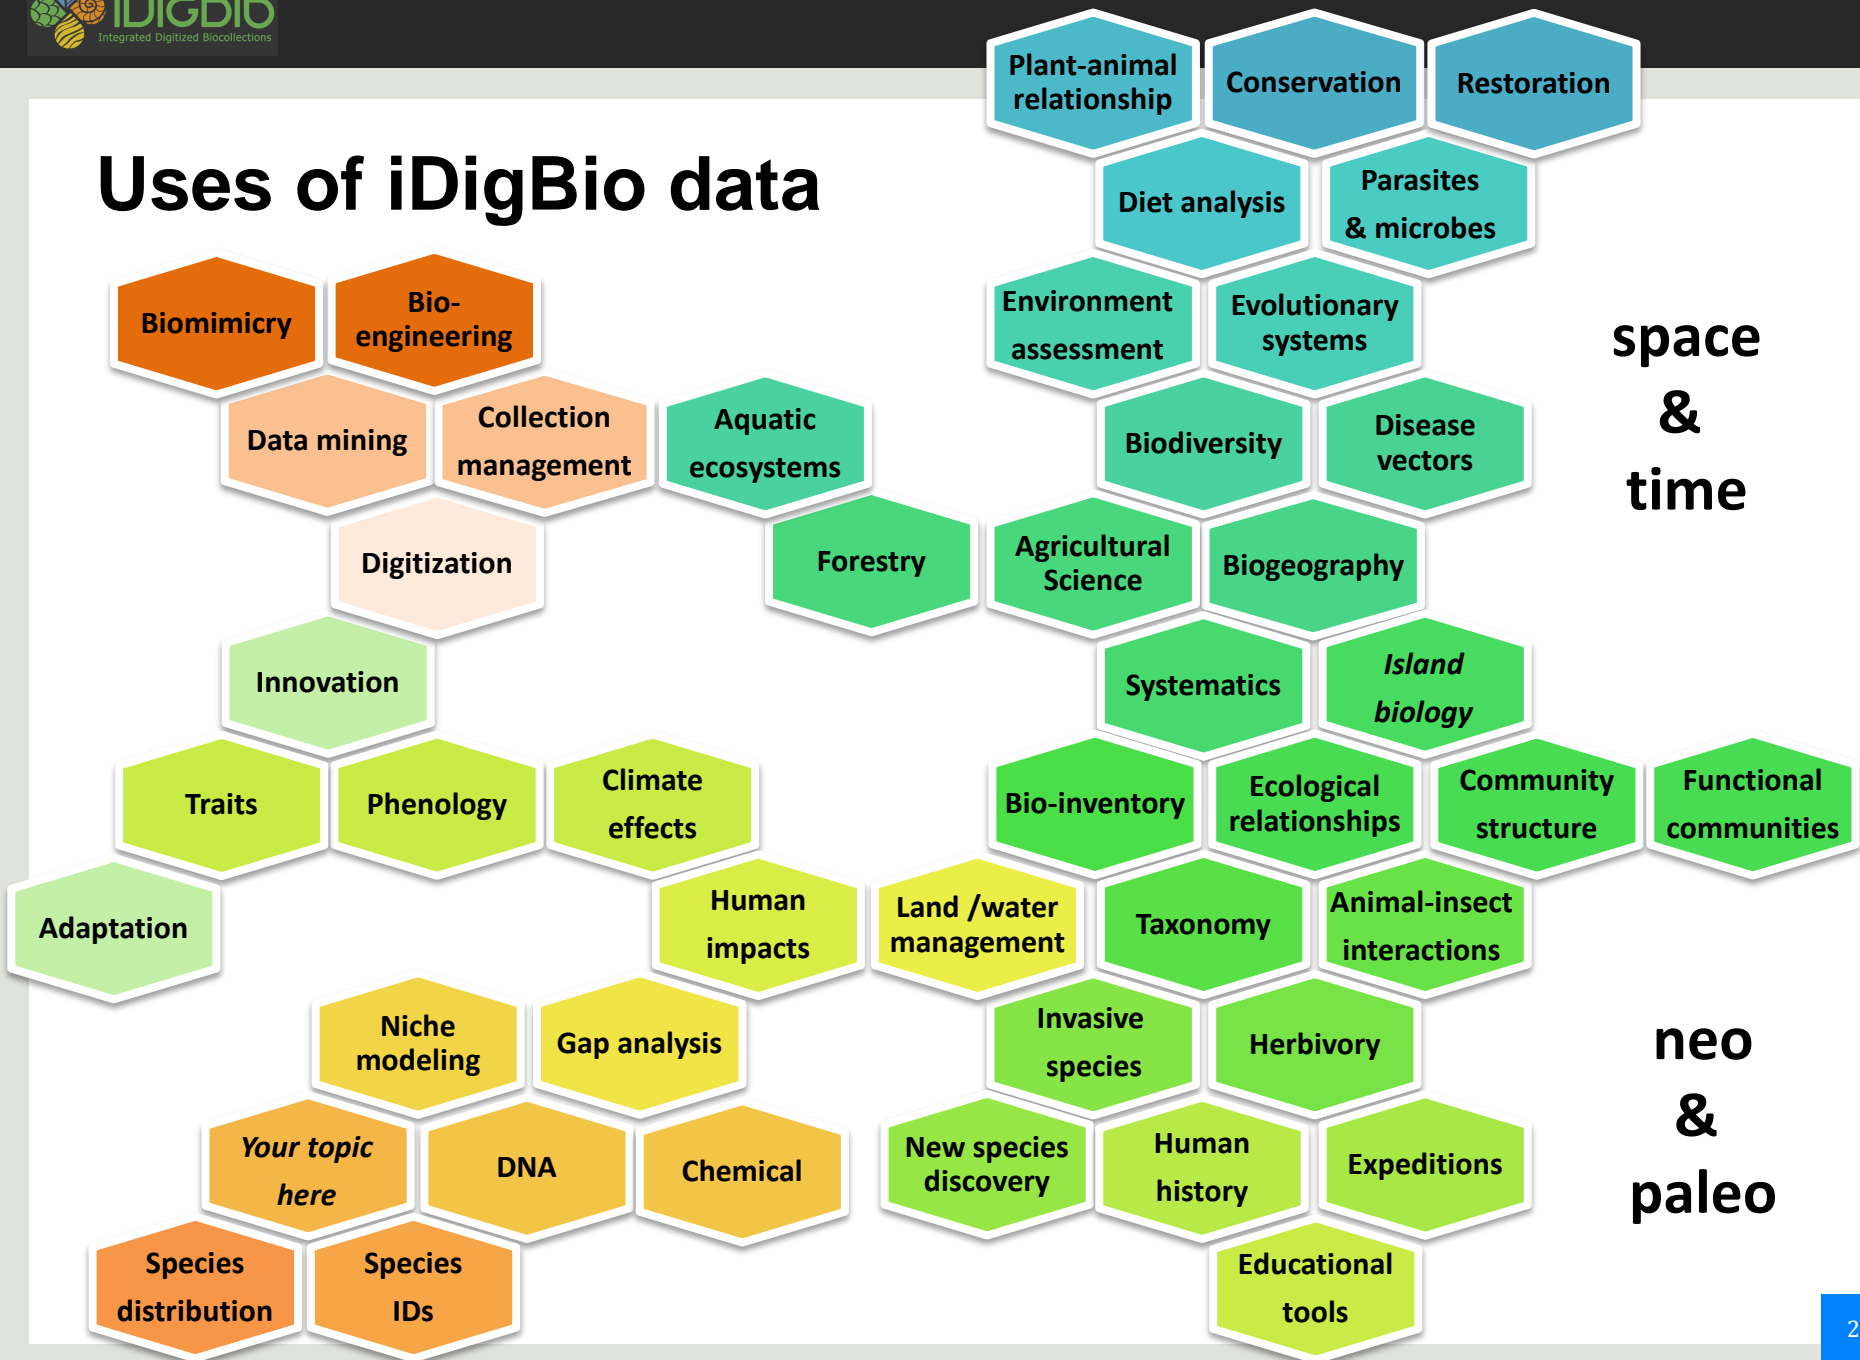 iDigBio
Integrated Digitized Biocollections
Plant-animal
relationship
Conservation
Restoration
Uses of iDigBio data
Diet analysis
Parasites
& microbes
Biomimicry
Bio-
engineering
Environment
assessment
Evolutionary
systems
space
&
time
Data mining
Collection
management
Aquatic
ecosystems
Biodiversity
Disease
vectors
Digitization
Forestry
Agricultural
Science
Biogeography
Innovation
Systematics
Island
biology
Traits
Phenology
Climate
effects
Bio-inventory
Ecological
relationships
Community
structure
Functional
communities
Adaptation
Human
impacts
Land /water
management
Taxonomy
Animal-insect
interactions
Niche
modeling
Gap analysis
Invasive
species
Herbivory
neo
&
paleo
Your topic
here
DNA
Chemical
New species
discovery
Human
history
Expeditions
Species
distribution
Species
IDs
Educational
tools
2